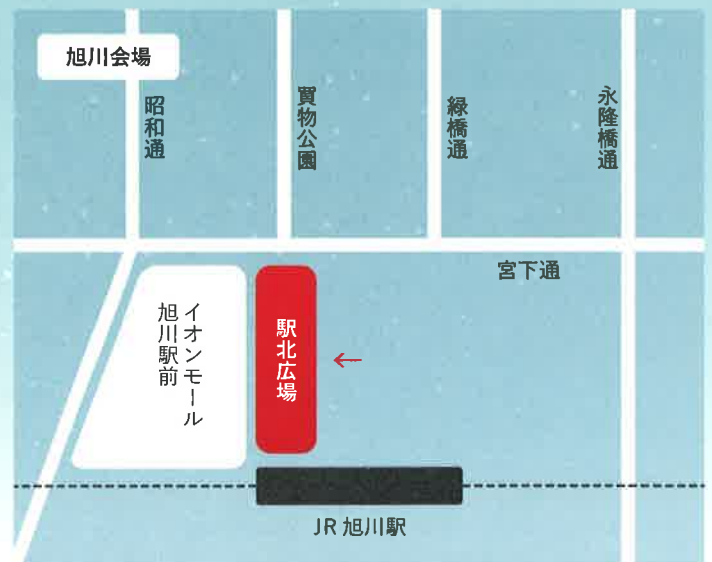 旭川会場
昭和通
買物公園
緑橋通
永隆橋通
宮下通
イオンモール
旭川駅前
駅北広場
←
JR 旭川駅